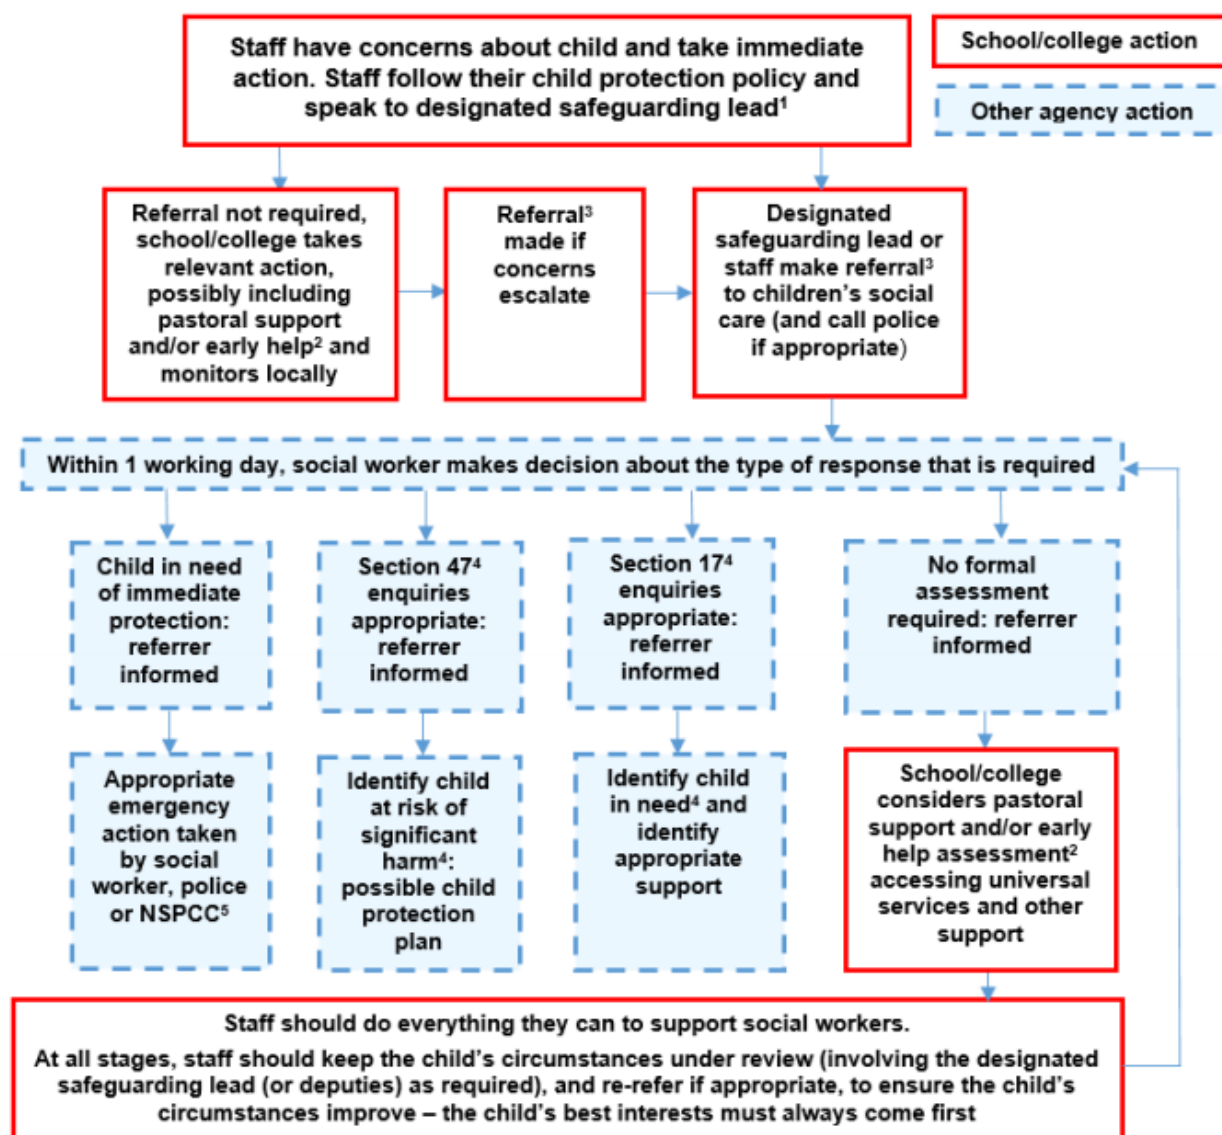 Staff have concerns about child and take immediate
action. Staff follow their child protection policy and
speak to designated safeguarding lead¹
School/college action
Other agency action
Referral not required,
school/college takes
relevant action,
possibly including
pastoral support
and/or early help² and
monitors locally
Referral³
made if
concerns
escalate
Designated
safeguarding lead or
staff make referral³
to children’s social
care (and call police
if appropriate)
Within 1 working day, social worker makes decision about the type of response that is required
Child in need
of immediate
protection:
referrer
informed
Section 47⁴
enquiries
appropriate:
referrer
informed
Section 17⁴
enquiries
appropriate:
referrer
informed
No formal
assessment
required: referrer
informed
Appropriate
emergency
action taken
by social
worker, police
or NSPCC⁵
Identify child
at risk of
significant
harm⁴:
possible child
protection
plan
Identify child
in need⁴ and
identify
appropriate
support
School/college
considers pastoral
support and/or early
help assessment²
accessing universal
services and other
support
Staff should do everything they can to support social workers.
At all stages, staff should keep the child’s circumstances under review (involving the designated
safeguarding lead (or deputies) as required), and re-refer if appropriate, to ensure the child’s
circumstances improve – the child’s best interests must always come first